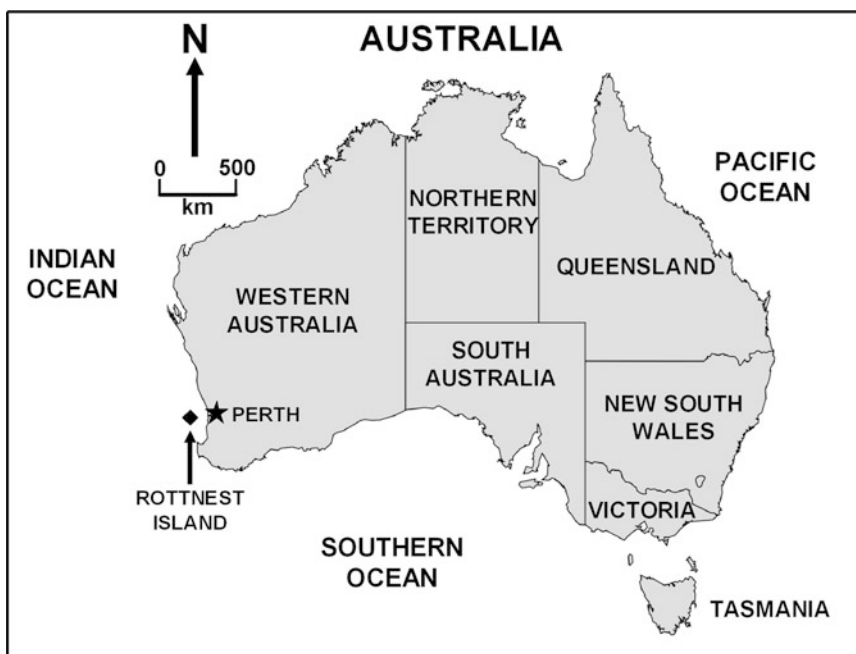 AUSTRALIA
N
0 500
km
PACIFIC
OCEAN
NORTHERN
TERRITORY
INDIAN
OCEAN
QUEENSLAND
WESTERN
AUSTRALIA
SOUTH
AUSTRALIA
NEW SOUTH
WALES
PERTH
ROTTNEST
ISLAND
VICTORIA
SOUTHERN
OCEAN
TASMANIA